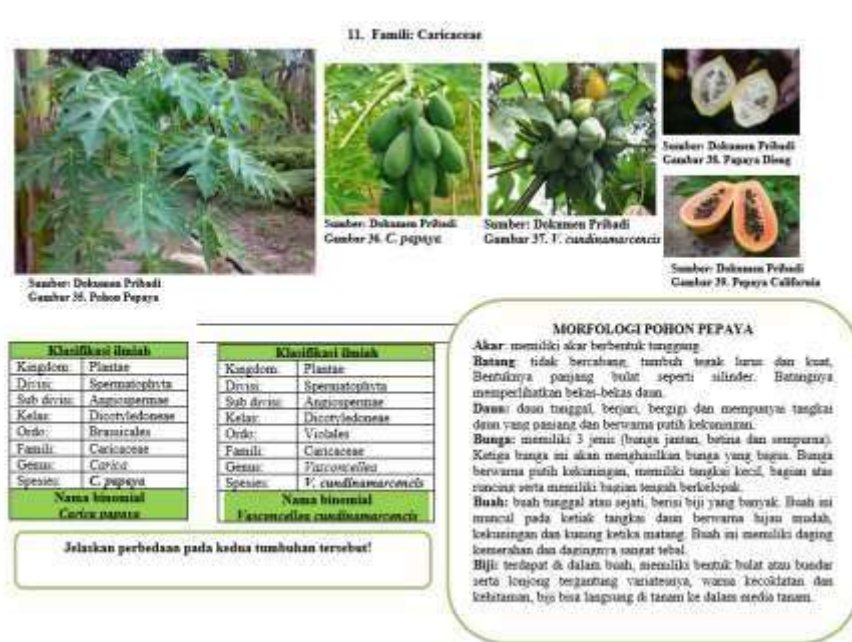 11. Famili: Caricaceae
Sumber: Dokumen Pribadi
Gambar 35. Pohon Pepaya
Sumber: Dokumen Pribadi
Gambar 36. C. papaya
Sumber: Dokumen Pribadi
Gambar 37. V. cundinamarcencis
Sumber: Dokumen Pribadi
Gambar 38. Papaya Dieng
Sumber: Dokumen Pribadi
Gambar 39. Pepaya California
Klasifikasi ilmiah
Kingdom: Plantae
Divisi: Spermatophyta
Sub divisi: Angiospermae
Kelas: Dicotyledoneae
Ordo: Brassicales
Famili: Caricaceae
Genus: Carica
Spesies: C. papaya
Nama binomial
Carica papaya
Klasifikasi ilmiah
Kingdom: Plantae
Divisi: Spermatophyta
Sub divisi: Angiospermae
Kelas: Dicotyledoneae
Ordo: Violales
Famili: Caricaceae
Genus: Vasconcellea
Spesies: V. cundinamarcencis
Nama binomial
Vasconcellea cundinamarcencis
Jelaskan perbedaan pada kedua tumbuhan tersebut!
MORFOLOGI POHON PEPAYA
Akar: memiliki akar berbentuk tunggang.
Batang: tidak bercabang, tumbuh tegak lurus dan kuat,
Bentuknya panjang bulat seperti silinder. Batangnya
memperlihatkan bekas-bekas daun.
Daun: daun tunggal, berjari, bergigi dan mempunyai tangkai
daun yang panjang dan berwarna putih kekuningan.
Bunga: memiliki 3 jenis (bunga jantan, betina dan sempurna).
Ketiga bunga ini akan menghasilkan bunga yang bagus. Bunga
berwarna putih kekuningan, memiliki tangkai kecil, bagian atas
runcing serta memiliki bagian tengah berkelopak.
Buah: buah tunggal atau sejati, berisi biji yang banyak. Buah ini
muncul pada ketiak tangkai daun berwarna hijau mudah,
kekuningan dan kuning ketika matang. Buah ini memiliki daging
kemerahan dan dagingnya sangat tebal.
Biji: terdapat di dalam buah, memiliki bentuk bulat atau bundar
serta lonjong tergantung variatesnya, warna kecoklatan dan
kehitaman, biji bisa langsung di tanam ke dalam media tanam.